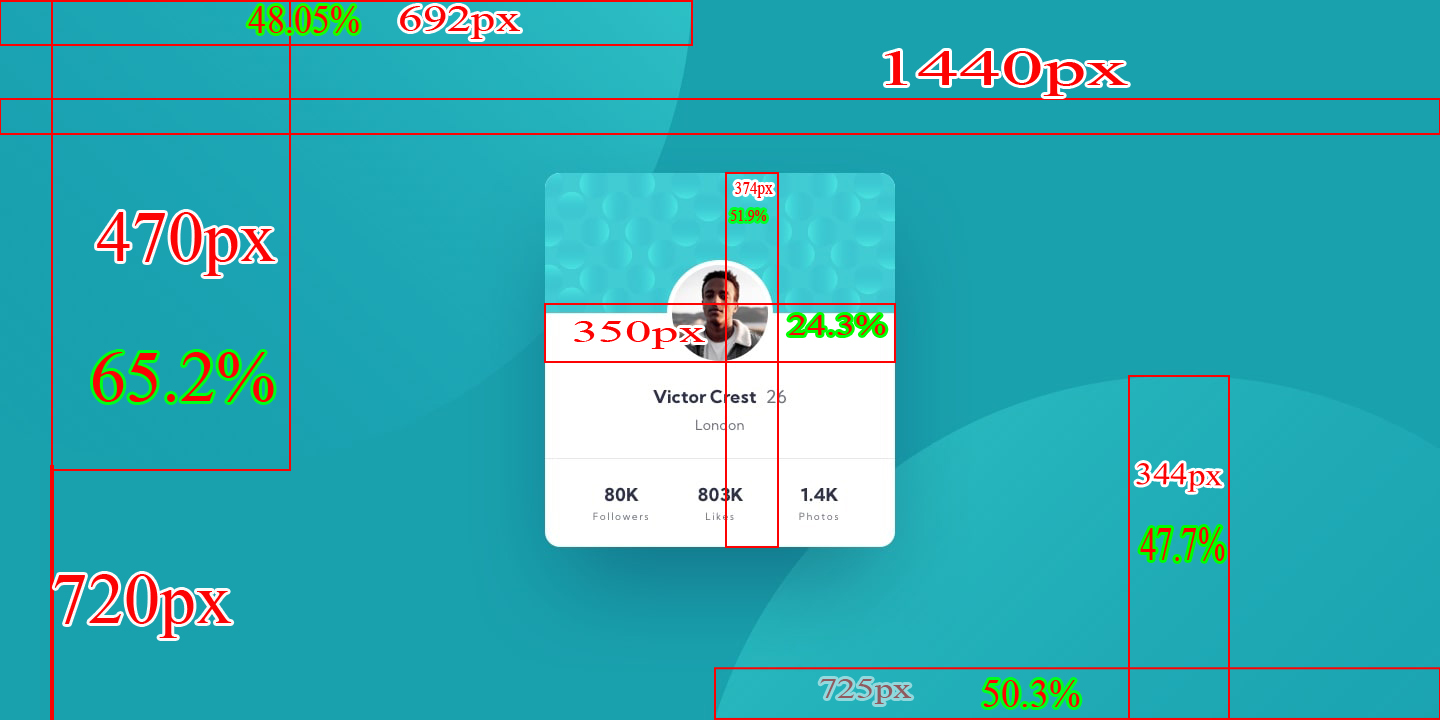 48.05% 692px
1440px
374px
51.9%
470px
350px 24.3%
65.2%
Victor Crest 26
London
344px
80K 803K 1.4K
Followers Likes Photos
47.7%
720px
725px 50.3%